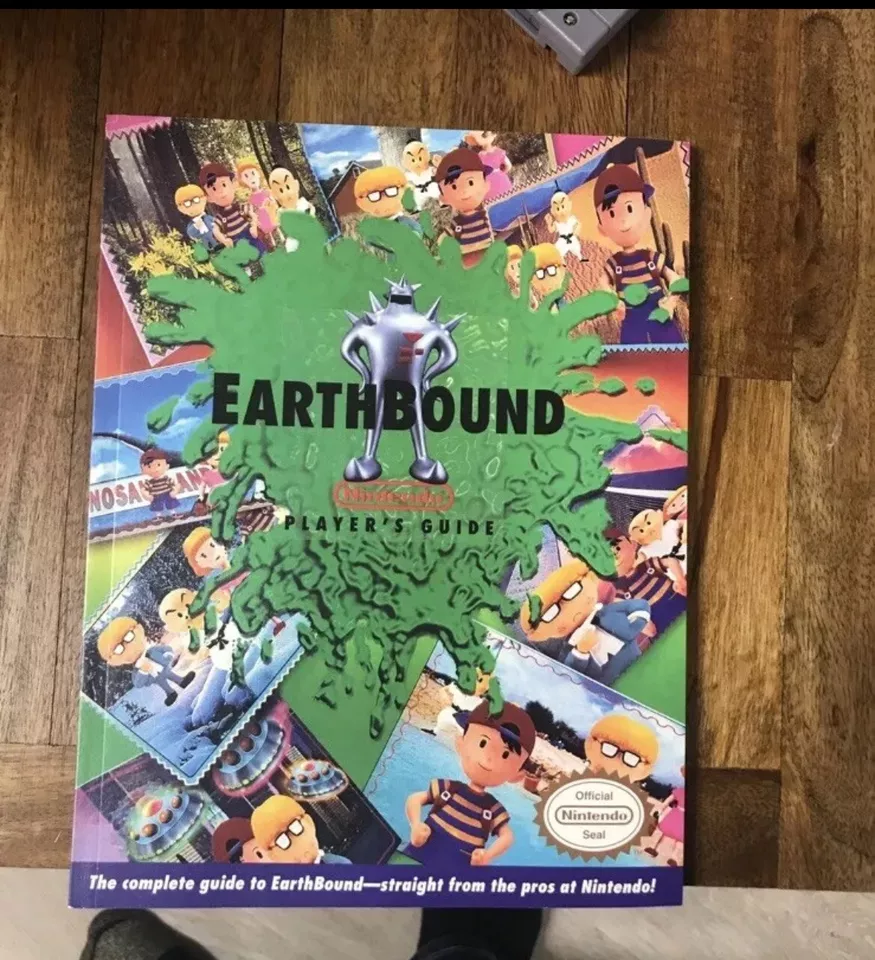 EARTHBOUND
Nintendo
PLAYER'S GUIDE
Official
Nintendo
Seal
The complete guide to EarthBound—straight from the pros at Nintendo!